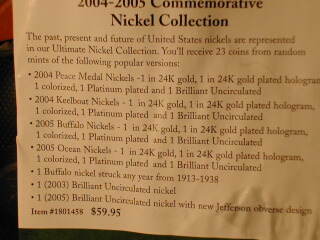 2004-2005 Commemorative
Nickel Collection
The past, present and future of United States nickels are represented
in our Ultimate Nickel Collection. You'll receive 23 coins from random
mints of the following popular versions:
• 2004 Peace Medal Nickels -1 in 24K gold, 1 in 24K gold plated hologram,
1 colorized, 1 Platinum plated and 1 Brilliant Uncirculated
• 2004 Keelboat Nickels - 1 in 24K gold, 1 in 24K gold plated hologram,
1 colorized, 1 Platinum plated and 1 Brilliant Uncirculated
• 2005 Buffalo Nickels - 1 in 24K gold, 1 in 24K gold plated hologram,
1 colorized, 1 Platinum plated and 1 Brilliant Uncirculated
• 2005 Ocean Nickels - 1 in 24K gold, 1 in 24K gold plated hologram,
1 colorized, 1 Platinum plated and 1 Brilliant Uncirculated
• 1 Buffalo nickel struck any year from 1913-1938
• 1 (2003) Brilliant Uncirculated nickel
• 1 (2005) Brilliant Uncirculated nickel with new Jefferson obverse design
Item #1801458 $59.95